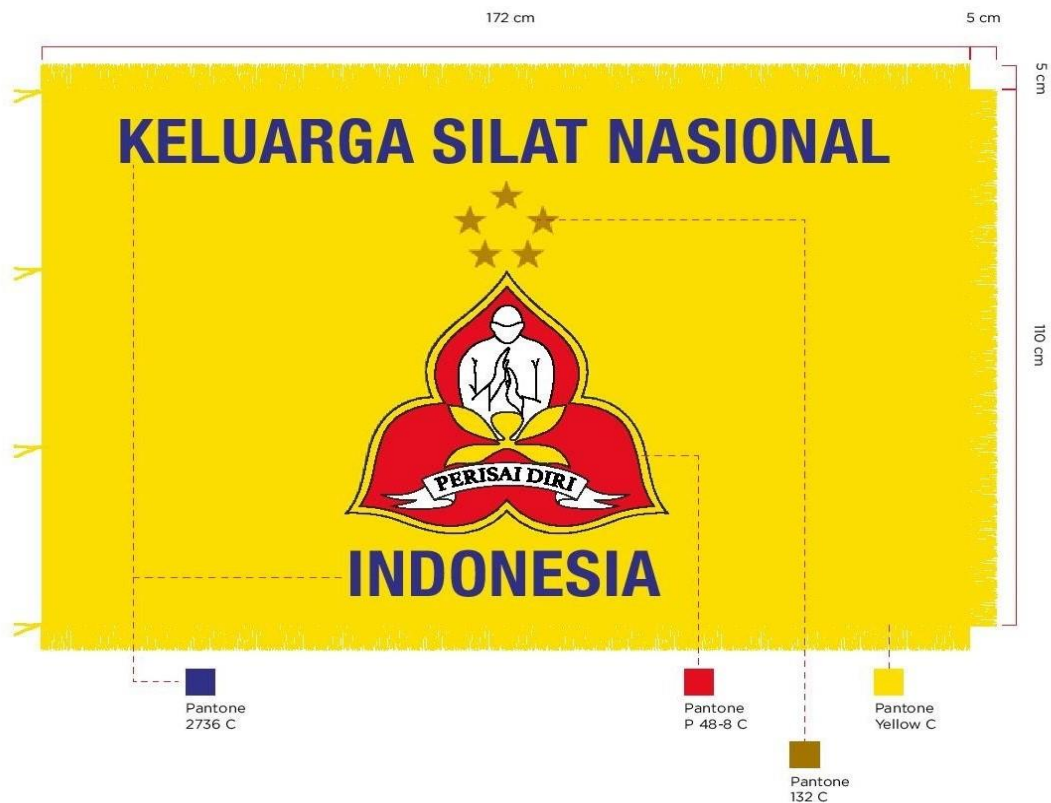 172 cm
5 cm
5 cm
110 cm
KELUARGA SILAT NASIONAL
PERISAI DIRI
INDONESIA
Pantone
2736 C
Pantone
P 48-8 C
Pantone
Yellow C
Pantone
132 C